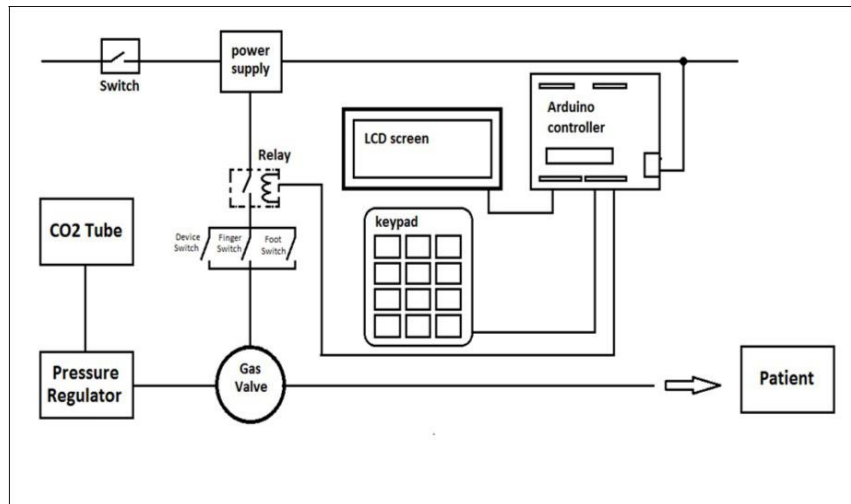 power
supply
Switch
Arduino
controller
LCD screen
Relay
CO2 Tube
keypad
Device
Switch
Finger
Switch
Foot
Switch
Pressure
Regulator
Gas
Valve
Patient